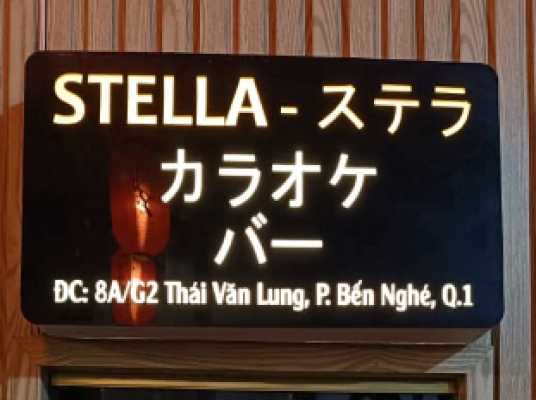 STELLA - ステラ
カラオケ
バー
ĐC: 8A/G2 Thái Văn Lung, P. Bến Nghé, Q.1